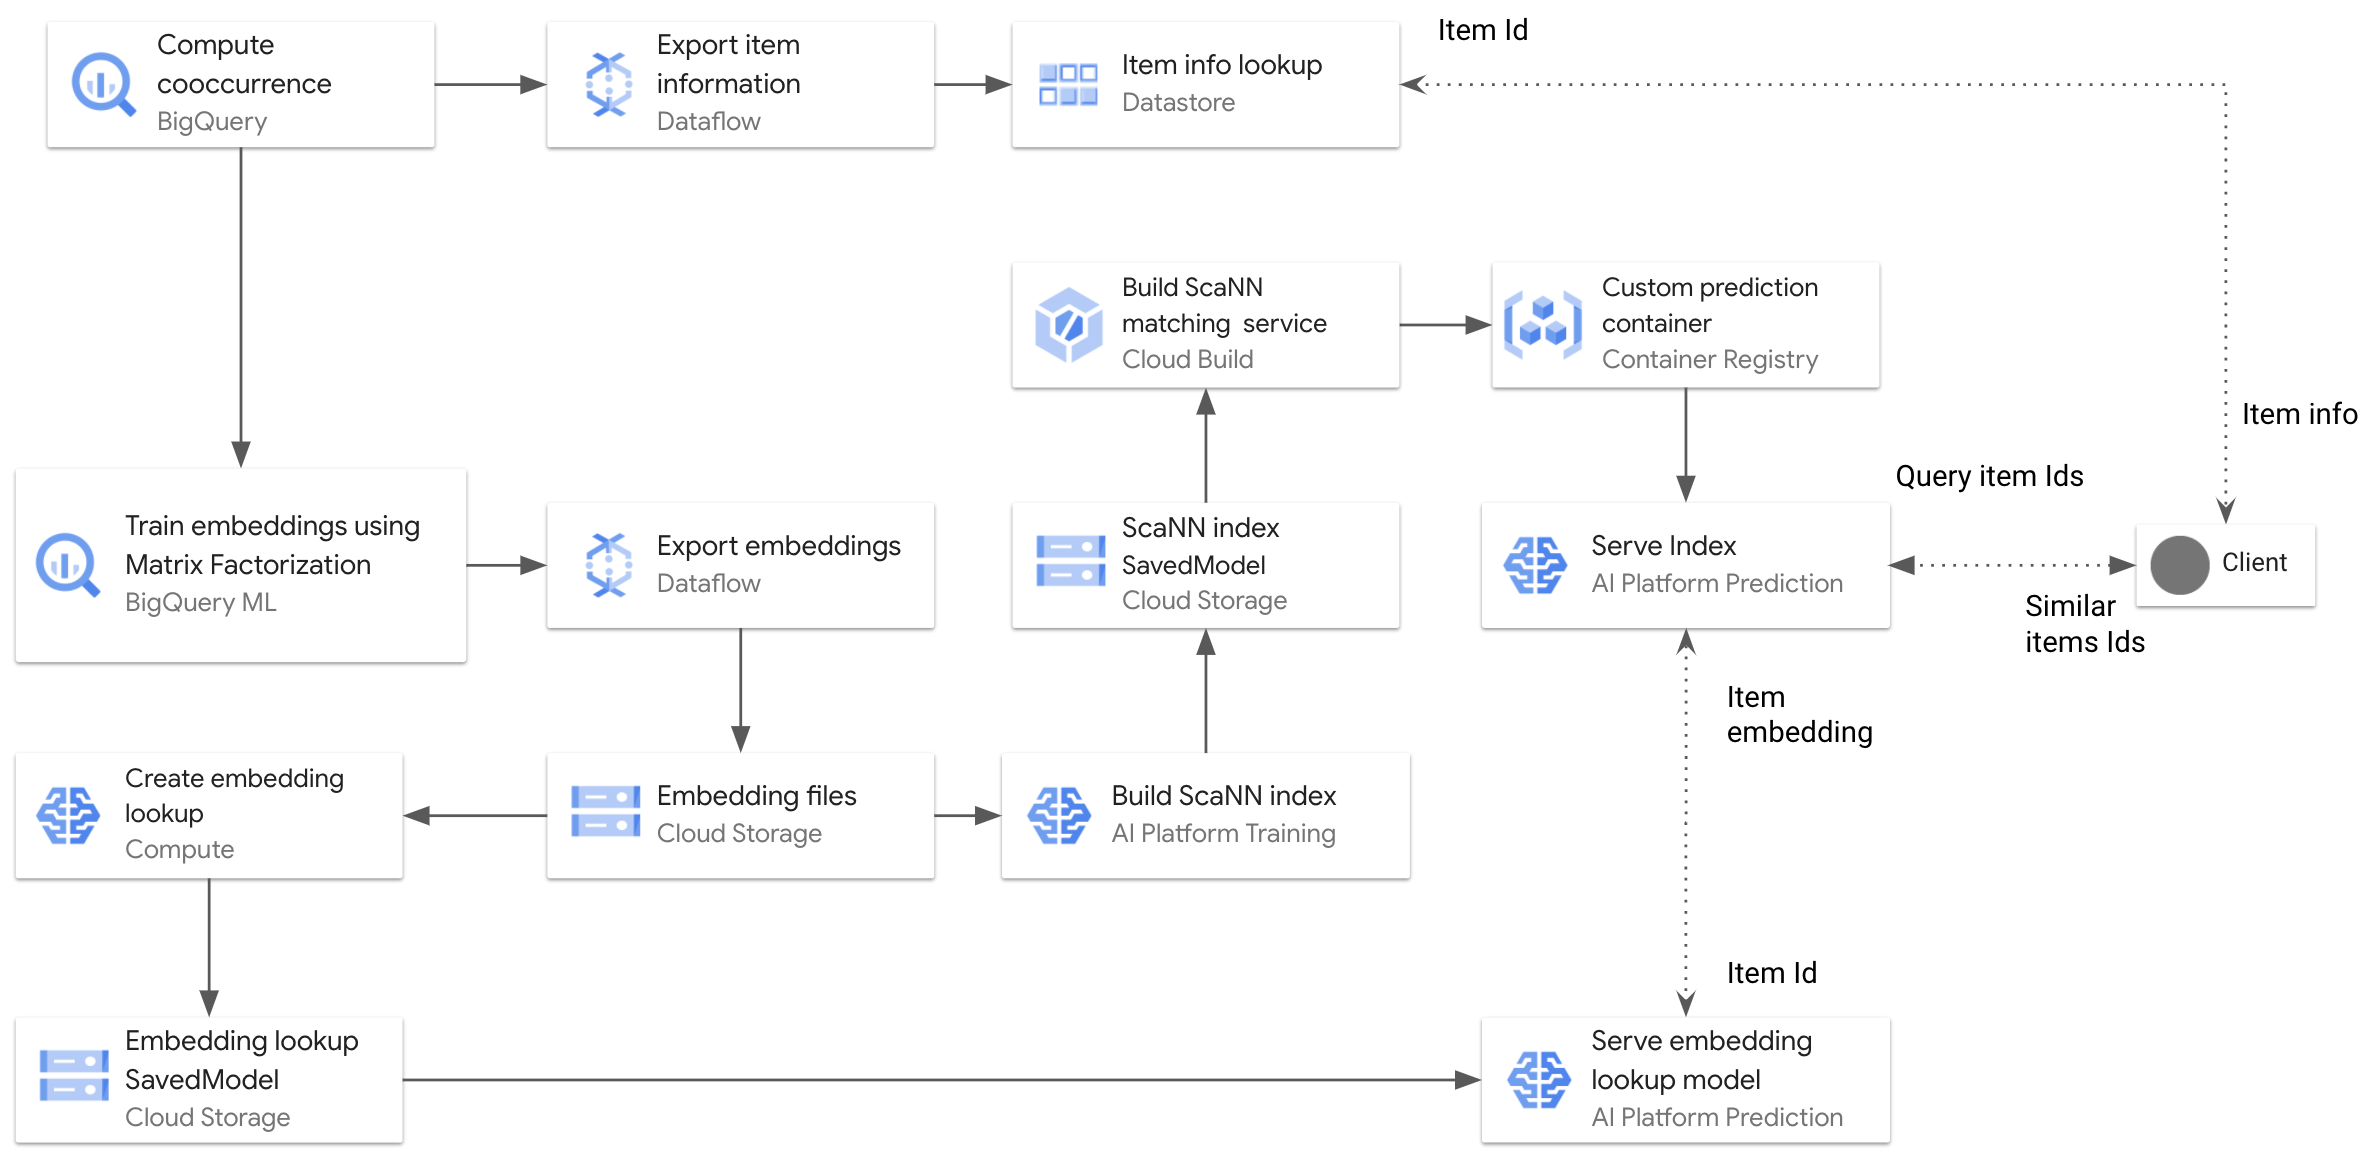 Compute
cooccurrence
BigQuery
Export item
information
Dataflow
Item info lookup
Datastore
Item Id
Build ScaNN
matching service
Cloud Build
Custom prediction
container
Container Registry
Item info
Query item Ids
Train embeddings using
Matrix Factorization
BigQuery ML
Export embeddings
Dataflow
ScaNN index
SavedModel
Cloud Storage
Serve Index
AI Platform Prediction
Client
Similar
items Ids
Item
embedding
Create embedding
lookup
Compute
Embedding files
Cloud Storage
Build ScaNN index
AI Platform Training
Item Id
Embedding lookup
SavedModel
Cloud Storage
Serve embedding
lookup model
AI Platform Prediction